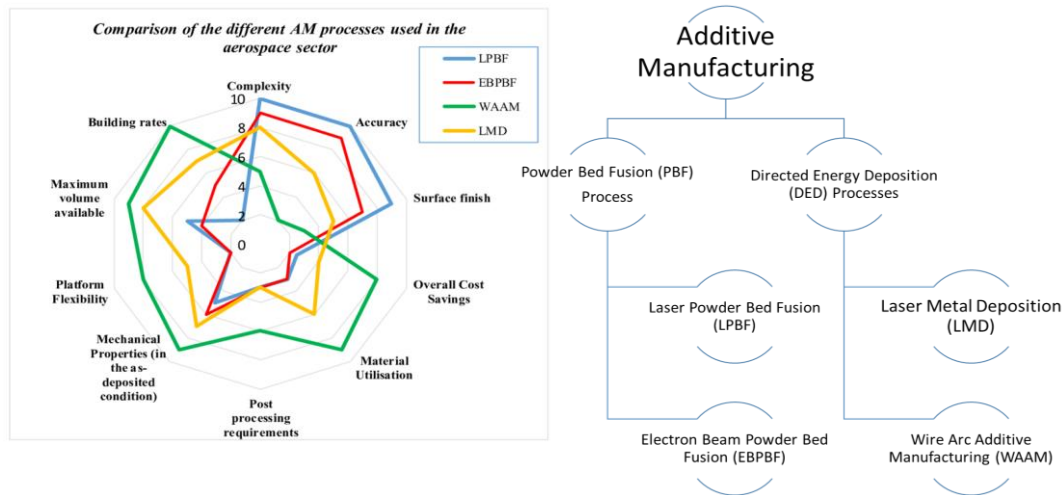 Comparison of the different AM processes used in the
aerospace sector
LPBF
EBPBF
WAAM
LMD
Complexity
Accuracy
Surface finish
Overall Cost
Savings
Material
Utilisation
Post
processing
requirements
Mechanical
Properties (in
the as-
deposited
condition)
Platform
Flexibility
Maximum
volume
available
Building rates
10
8
6
4
2
0
Additive
Manufacturing
Powder Bed Fusion (PBF)
Process
Directed Energy Deposition
(DED) Processes
Laser Powder Bed Fusion
(LPBF)
Laser Metal Deposition
(LMD)
Electron Beam Powder Bed
Fusion (EBPBF)
Wire Arc Additive
Manufacturing (WAAM)